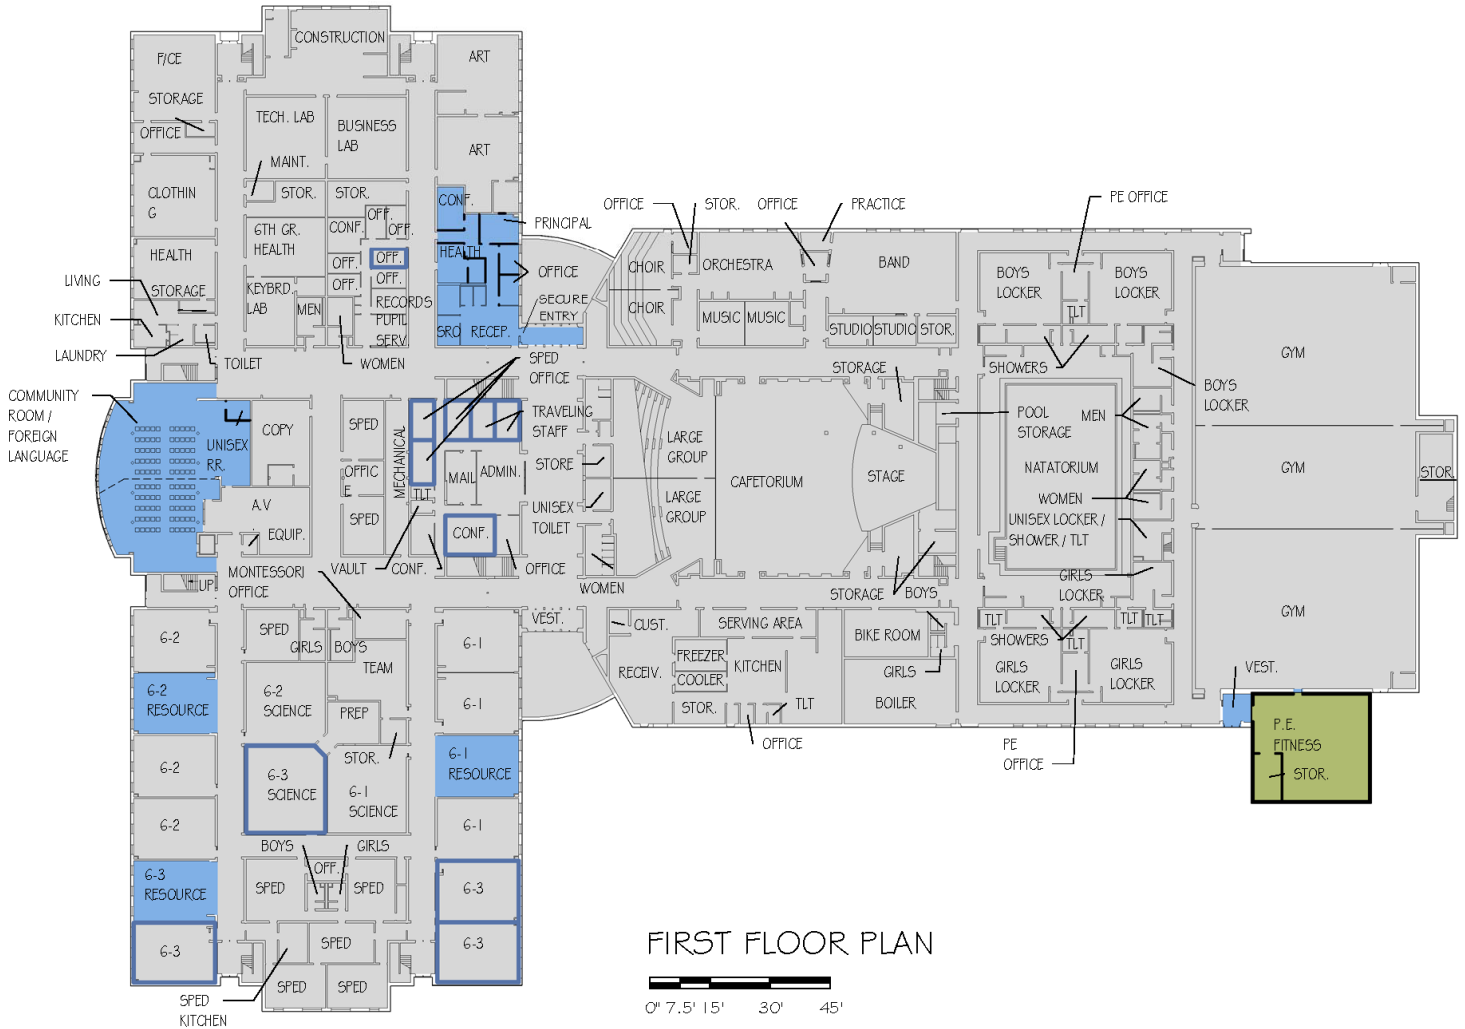 CONSTRUCTION
F/CE
ART
STORAGE
TECH. LAB
BUSINESS
LAB
OFFICE
ART
MAINT.
CLOTHIN
G
STOR.
STOR.
CONF.
OFF.
OFF.
CONF.
6TH GR.
HEALTH
PRINCIPAL
HEALTH
OFF.
OFF.
OFF.
OFF.
HEALTH
OFFICE
STORAGE
LIVING
KEYBRD.
LAB
MEN
RECORDS
PUPIL
SERV.
SRO
RECEP.
SECURE
ENTRY
KITCHEN
LAUNDRY
TOILET
WOMEN
SPED
OFFICE
OFFICE
STOR.
OFFICE
PRACTICE
PE OFFICE
CHOIR
CHOIR
ORCHESTRA
BAND
MUSIC
MUSIC
STUDIO
STUDIO
STOR.
BOYS
LOCKER
BOYS
LOCKER
TLT
SHOWERS
GYM
STORAGE
BOYS
LOCKER
COMMUNITY
ROOM /
FOREIGN
LANGUAGE
UNISEX
RR.
COPY
SPED
OFFIC
E
SPED
MECHANICAL
TRAVELING
STAFF
MAIL
ADMIN.
TLT
STORE
UNISEX
TOILET
A.V
EQUIP.
CONF.
VAULT
CONF.
OFFICE
WOMEN
LARGE
GROUP
LARGE
GROUP
CAFETORIUM
STAGE
POOL
STORAGE
MEN
NATATORIUM
WOMEN
UNISEX LOCKER /
SHOWER / TLT
GIRLS
LOCKER
GYM
STOR.
GYM
UP
MONTESSORI
OFFICE
STORAGE
BOYS
6-2
SPED
GIRLS
BOYS
6-1
VEST.
CUST.
SERVING AREA
BIKE ROOM
TLT
SHOWERS
TLT
TLT
TLT
TEAM
RECEIV.
FREEZER
COOLER
KITCHEN
GIRLS
GIRLS
LOCKER
GIRLS
LOCKER
VEST.
6-2
RESOURCE
6-2
SCIENCE
PREP
6-1
STOR.
TLT
BOILER
OFFICE
PE
OFFICE
P.E.
FITNESS
STOR.
6-2
6-3
SCIENCE
STOR.
6-1
SCIENCE
6-1
RESOURCE
6-2
6-1
BOYS
GIRLS
OFF.
6-3
RESOURCE
SPED
SPED
6-3
6-3
SPED
6-3
SPED
SPED
SPED
KITCHEN
FIRST FLOOR PLAN
0" 7.5' 15' 30' 45'